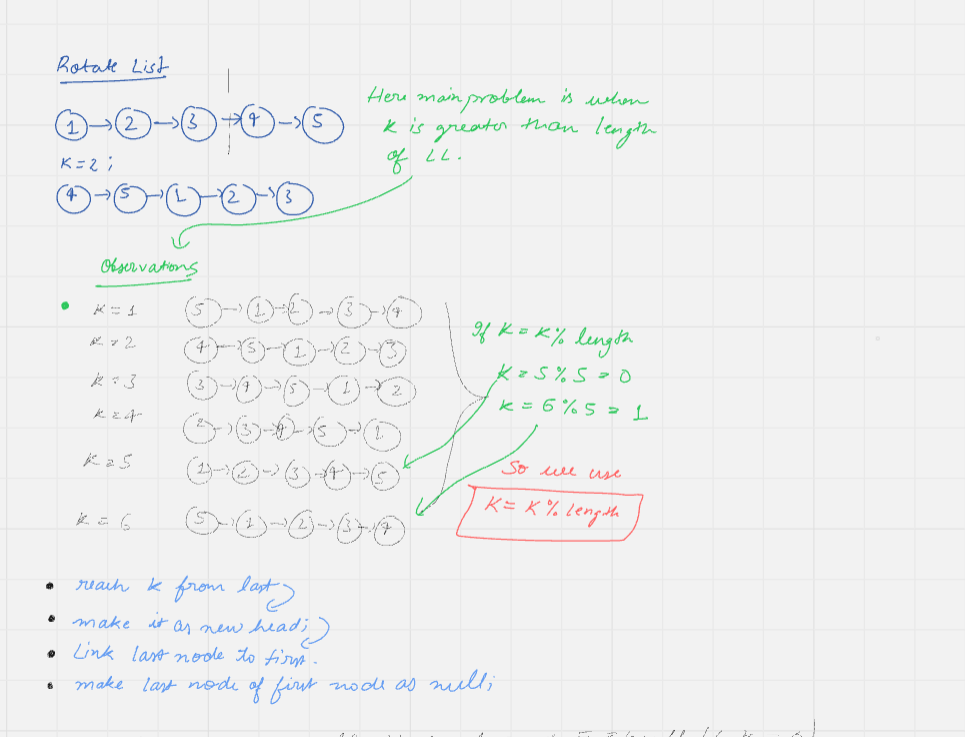 Rotate List
1 → 2 → 3 → 4 → 5
K = 2 ;
4 → 5 → 1 → 2 → 3
Here main problem is when
K is greater than length
of LL.
Observations
• K = 1 5 → 1 → 2 → 3 → 4
K = 2 4 → 5 → 1 → 2 → 3
K = 3 3 → 4 → 5 → 1 → 2
K = 4 2 → 3 → 4 → 5 → 1
K = 5 1 → 2 → 3 → 4 → 5
K = 6 5 → 1 → 2 → 3 → 4
If K = K % length
K = 5 % 5 = 0
K = 6 % 5 = 1
So we use
K = K % length
• reach K from last
• make it as new head;
• Link last node to first.
• make last node of first node as null;